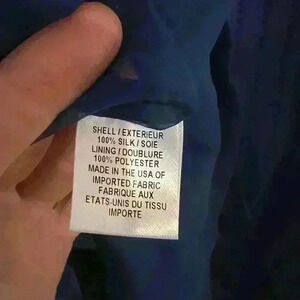 SHELL / EXTERIEUR
100% SILK / SOIE
LINING / DOUBLURE
100% POLYESTER
MADE IN THE USA OF
IMPORTED FABRIC
FABRIQUE AUX
ETATS-UNIS DU TISSU
IMPORTE